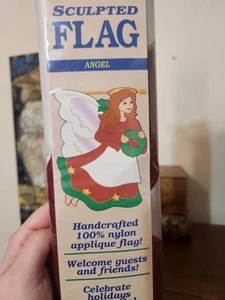 SCULPTED
FLAG
ANGEL
Handcrafted
100% nylon
applique flag!
Welcome guests
and friends!
Celebrate
holidays